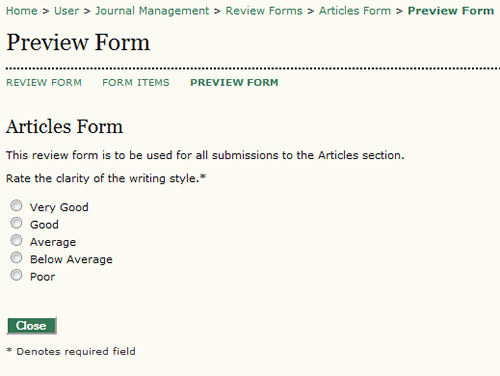 Home > User > Journal Management > Review Forms > Articles Form > Preview Form
Preview Form
REVIEW FORM FORM ITEMS PREVIEW FORM
Articles Form
This review form is to be used for all submissions to the Articles section.
Rate the clarity of the writing style.*
Very Good
Good
Average
Below Average
Poor
Close
* Denotes required field